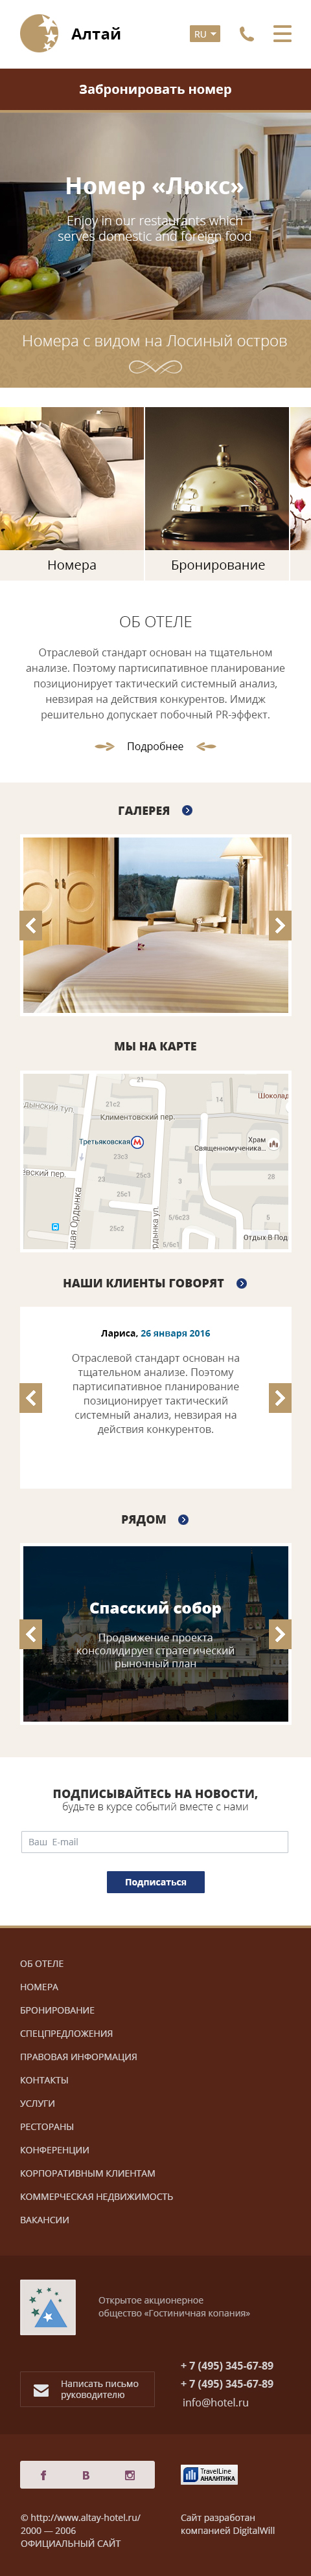 Алтай
RU
Забронировать номер
Номер «Люкс»
Enjoy in our restaurants which
serves domestic and foreign food
Номера с видом на Лосиный остров
Номера
Бронирование
ОБ ОТЕЛЕ
Отраслевой стандарт основан на тщательном
анализе. Поэтому партисипативное планирование
позиционирует тактический системный анализ,
невзирая на действия конкурентов. Имидж
решительно допускает побочный PR-эффект.
Подробнее
ГАЛЕРЕЯ
МЫ НА КАРТЕ
21
21с2
14
Шоколад
дынский туп.
Климентовский пер.
Третьяковская
Храм
Священномученика...
23с3
23
25с3
3
28
25с1
5/6с23
5
25с2
5/6с1
Отдых В Под
НАШИ КЛИЕНТЫ ГОВОРЯТ
Лариса, 26 января 2016
Отраслевой стандарт основан на
тщательном анализе. Поэтому
партисипативное планирование
позиционирует тактический
системный анализ, невзирая на
действия конкурентов.
РЯДОМ
Спасский собор
Продвижение проекта
консолидирует стратегический
рыночный план
ПОДПИСЫВАЙТЕСЬ НА НОВОСТИ,
будьте в курсе событий вместе с нами
Ваш E-mail
Подписаться
ОБ ОТЕЛЕ
НОМЕРА
БРОНИРОВАНИЕ
СПЕЦПРЕДЛОЖЕНИЯ
ПРАВОВАЯ ИНФОРМАЦИЯ
КОНТАКТЫ
УСЛУГИ
РЕСТОРАНЫ
КОНФЕРЕНЦИИ
КОРПОРАТИВНЫМ КЛИЕНТАМ
КОММЕРЧЕСКАЯ НЕДВИЖИМОСТЬ
ВАКАНСИИ
Открытое акционерное
общество «Гостиничная копания»
Написать письмо
руководителю
+ 7 (495) 345-67-89
+ 7 (495) 345-67-89
info@hotel.ru
TravelLine
АНАЛИТИКА
© http://www.altay-hotel.ru/
2000 — 2006
ОФИЦИАЛЬНЫЙ САЙТ
Сайт разработан
компанией DigitalWill